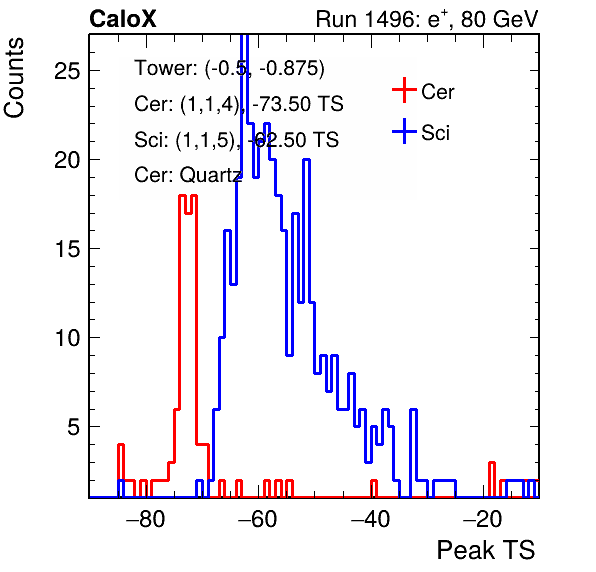 CaloX Run 1496: e+, 80 GeV
Counts
Tower: (-0.5, -0.875)
Cer: (1,1,4), -73.50 TS
Sci: (1,1,5), -62.50 TS
Cer: Quartz
Cer
Sci
25
20
15
10
5
−80 −60 −40 −20
Peak TS